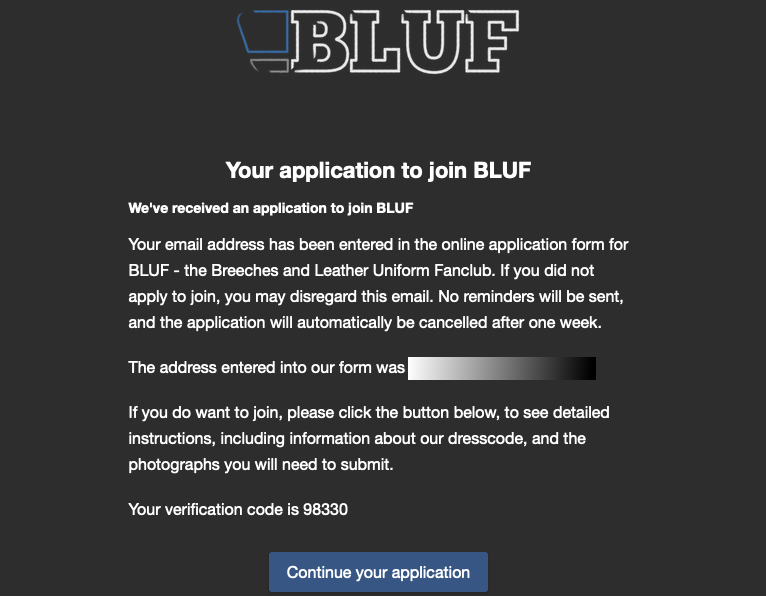 BLUF
Your application to join BLUF
We've received an application to join BLUF
Your email address has been entered in the online application form for
BLUF - the Breeches and Leather Uniform Fanclub. If you did not
apply to join, you may disregard this email. No reminders will be sent,
and the application will automatically be cancelled after one week.
The address entered into our form was
If you do want to join, please click the button below, to see detailed
instructions, including information about our dresscode, and the
photographs you will need to submit.
Your verification code is 98330
Continue your application